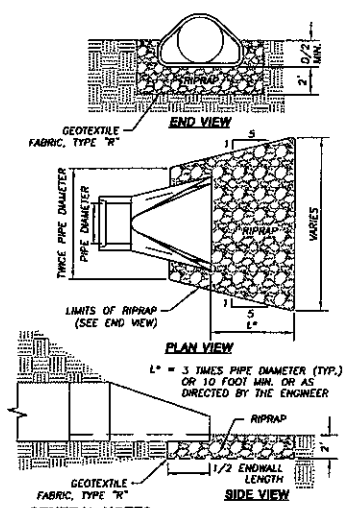 D/2
MIN.
2'
RIPRAP
GEOTEXTILE
FABRIC, TYPE "R"
END VIEW
5
1
TWICE PIPE DIAMETER
PIPE DIAMETER
RIPRAP
VARIES
1
5
LIMITS OF RIPRAP
(SEE END VIEW)
L*
PLAN VIEW
L* = 3 TIMES PIPE DIAMETER (TYP.)
OR 10 FOOT MIN. OR AS
DIRECTED BY THE ENGINEER
RIPRAP
2'
1/2 ENDWALL
LENGTH
GEOTEXTILE
FABRIC, TYPE "R"
SIDE VIEW